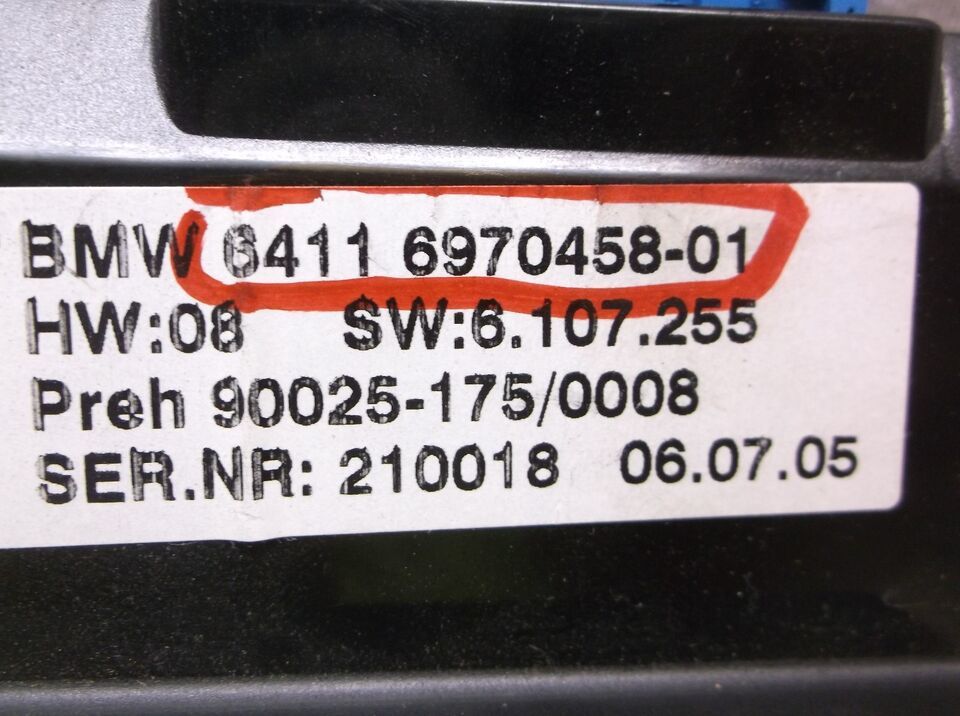 BMW 6411 6970458-01
HW:08 SW:6.107.255
Preh 90025-175/0008
SER.NR: 210018 06.07.05